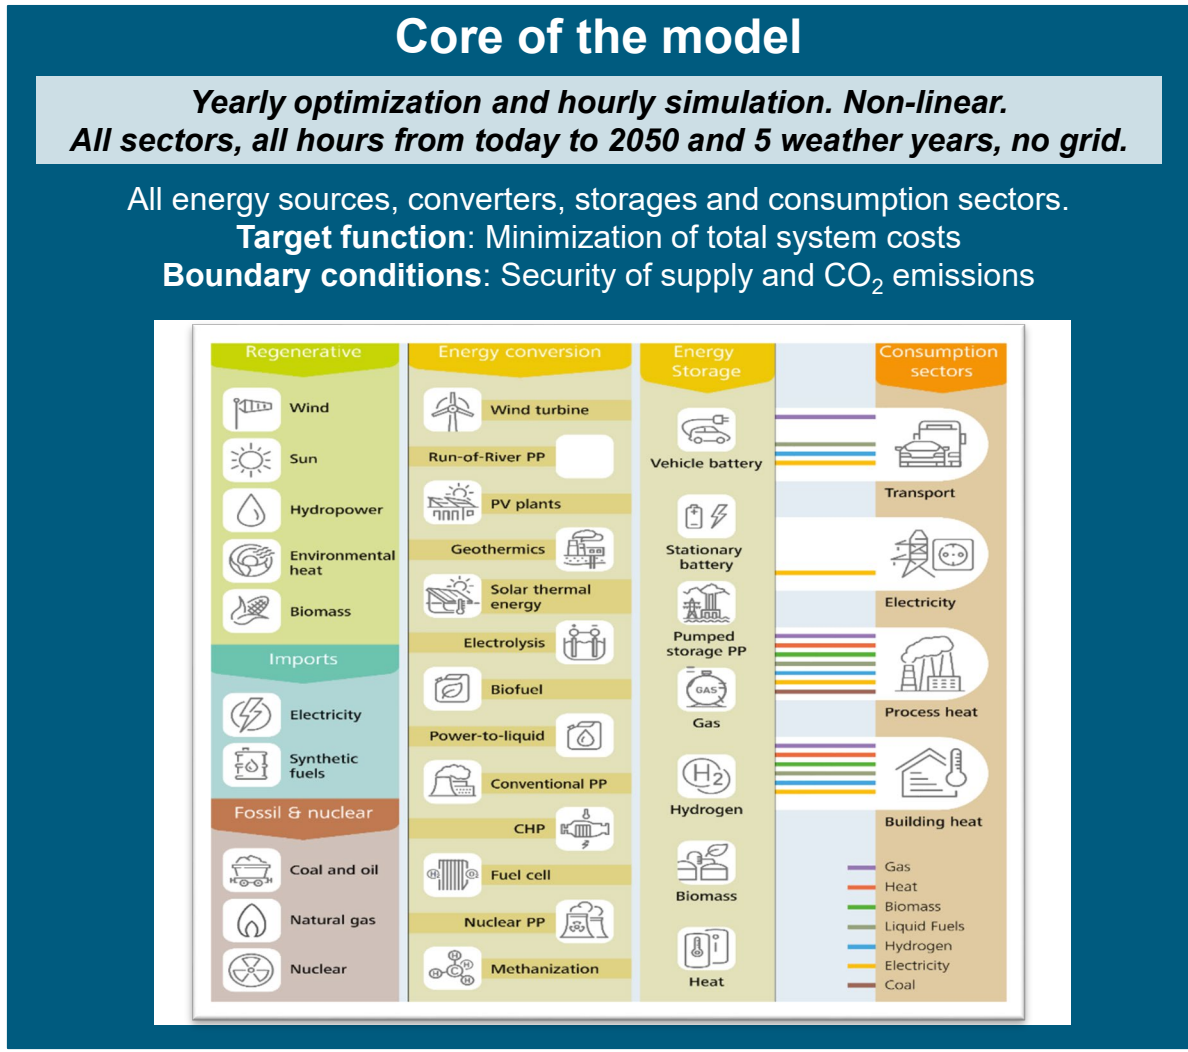 Core of the model
Yearly optimization and hourly simulation. Non-linear.
All sectors, all hours from today to 2050 and 5 weather years, no grid.
All energy sources, converters, storages and consumption sectors.
Target function: Minimization of total system costs
Boundary conditions: Security of supply and CO₂ emissions
Regenerative
Wind
Sun
Hydropower
Environmental
heat
Biomass
Imports
Electricity
Synthetic
fuels
Fossil & nuclear
Coal and oil
Natural gas
Nuclear
Energy conversion
Wind turbine
Run-of-River PP
PV plants
Geothermics
Solar thermal
energy
Electrolysis
Biofuel
Power-to-liquid
Conventional PP
CHP
Fuel cell
H
O
Nuclear PP
Methanization
H
H
C
H
H
Energy
Storage
Vehicle battery
Stationary
battery
Pumped
storage PP
GAS
Gas
H₂
Hydrogen
Biomass
Heat
Consumption
sectors
Transport
Electricity
Process heat
Building heat
Gas
Heat
Biomass
Liquid Fuels
Hydrogen
Electricity
Coal